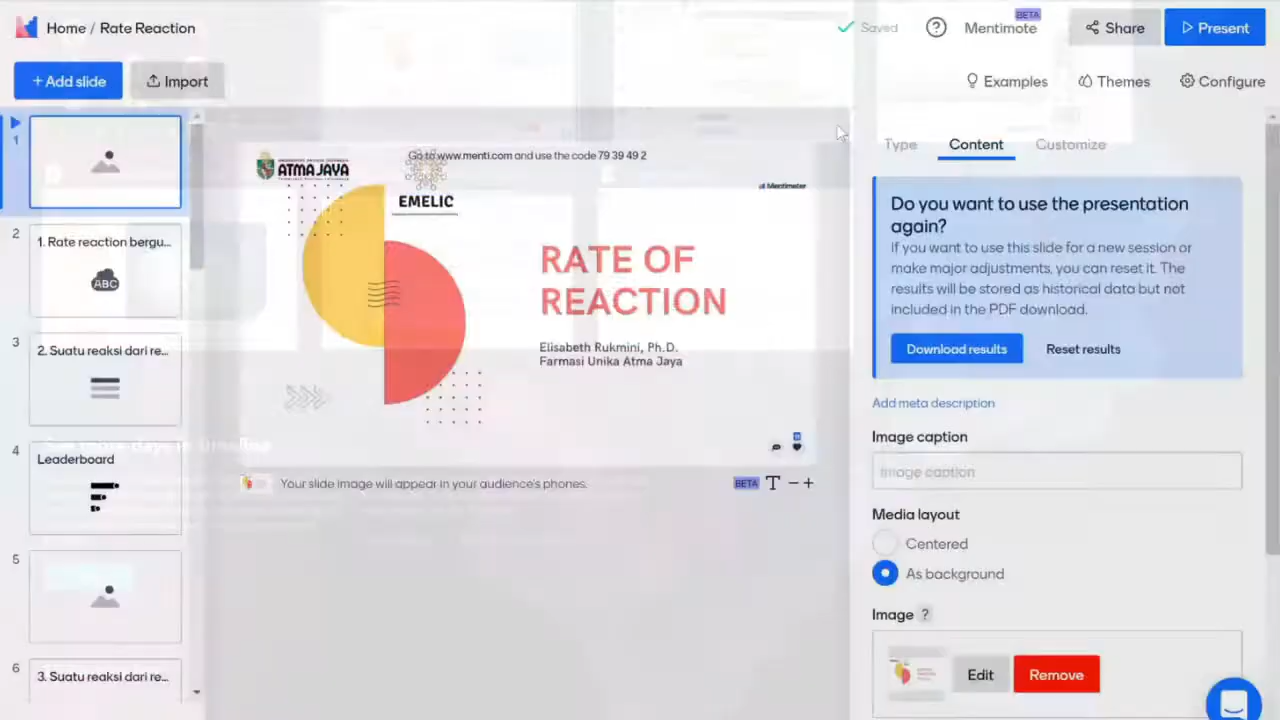 Home / Rate Reaction
Saved
Mentimote
BETA
Share
Present
+ Add slide
Import
Examples
Themes
Configure
1
2
1. Rate reaction bergu...
ABC
3
2. Suatu reaksi dari re...
4
Leaderboard
5
6
3. Suatu reaksi dari re...
Go to www.menti.com and use the code 79 39 49 2
ATMA JAYA
EMELIC
Mentimeter
RATE OF
REACTION
Elisabeth Rukmini, Ph.D.
Farmasi Unika Atma Jaya
Your slide image will appear in your audience's phones.
BETA
T
Type
Content
Customize
Do you want to use the presentation
again?
If you want to use this slide for a new session or
make major adjustments, you can reset it. The
results will be stored as historical data but not
included in the PDF download.
Download results
Reset results
Add meta description
Image caption
Image caption
Media layout
Centered
As background
Image ?
Edit
Remove